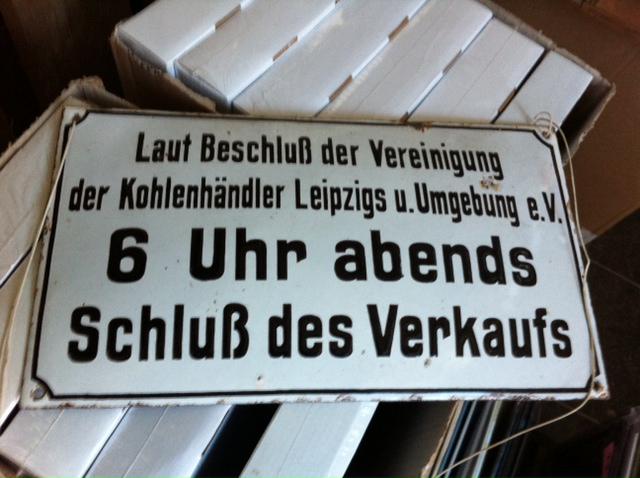 Laut Beschluß der Vereinigung
der Kohlenhändler Leipzigs u. Umgebung e.V.
6 Uhr abends
Schluß des Verkaufs